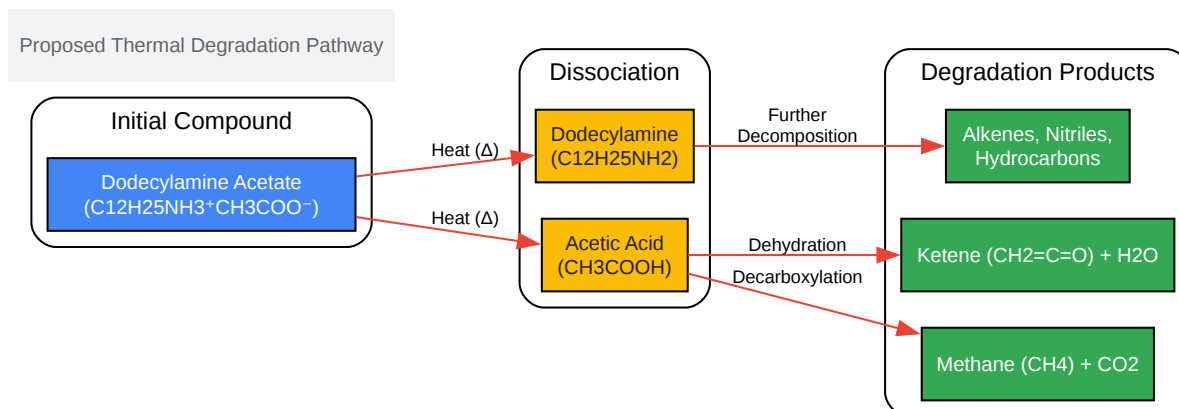 Proposed Thermal Degradation Pathway
Initial Compound
Dodecylamine Acetate
(C12H25NH3⁺CH3COO⁻)
Heat (Δ)
Heat (Δ)
Dissociation
Dodecylamine
(C12H25NH2)
Acetic Acid
(CH3COOH)
Further
Decomposition
Dehydration
Decarboxylation
Degradation Products
Alkenes, Nitriles,
Hydrocarbons
Ketene (CH2=C=O) + H2O
Methane (CH4) + CO2